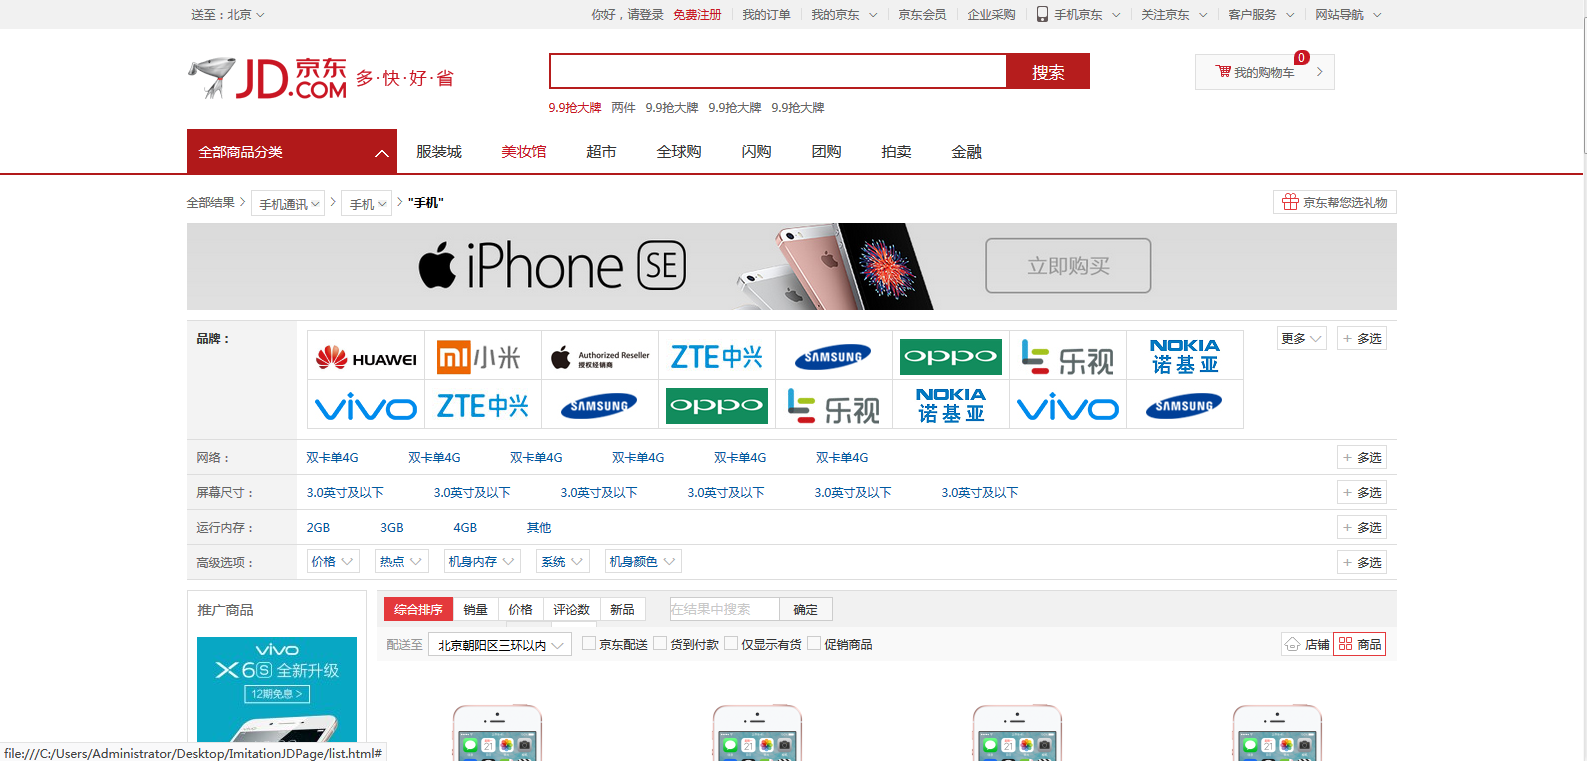 送至：北京 你好，请登录 免费注册 我的订单 我的京东 京东会员 企业采购 手机京东 关注京东 客户服务 网站导航
JD.COM 京东 多·快·好·省 搜索 我的购物车 0
9.9抢大牌 两件 9.9抢大牌 9.9抢大牌 9.9抢大牌
全部商品分类 服装城 美妆馆 超市 全球购 闪购 团购 拍卖 金融
全部结果 手机通讯 手机 "手机" 京东帮您选礼物
iPhone SE 立即购买
品牌： 更多 + 多选
HUAWEI mi小米 Authorized Reseller 授权经销商 ZTE中兴 SAMSUNG oppo 乐视 NOKIA 诺基亚
vivo ZTE中兴 SAMSUNG oppo 乐视 NOKIA 诺基亚 vivo SAMSUNG
网络： 双卡单4G 双卡单4G 双卡单4G 双卡单4G 双卡单4G 双卡单4G + 多选
屏幕尺寸： 3.0英寸及以下 3.0英寸及以下 3.0英寸及以下 3.0英寸及以下 3.0英寸及以下 3.0英寸及以下 + 多选
运行内存： 2GB 3GB 4GB 其他 + 多选
高级选项： 价格 热点 机身内存 系统 机身颜色 + 多选
推广商品 综合排序 销量 价格 评论数 新品 在结果中搜索 确定
配送至 北京朝阳区三环以内 京东配送 货到付款 仅显示有货 促销商品 店铺 商品
vivo
X6S 全新升级
12期免息 >
file:///C:/Users/Administrator/Desktop/ImitationJDPage/list.html#